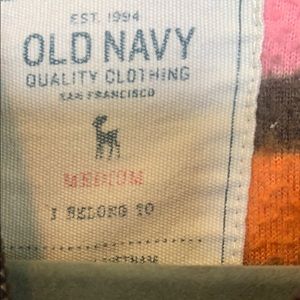 EST. 1994
OLD NAVY
QUALITY CLOTHING
SAN FRANCISCO
MEDIUM
I BELONG TO